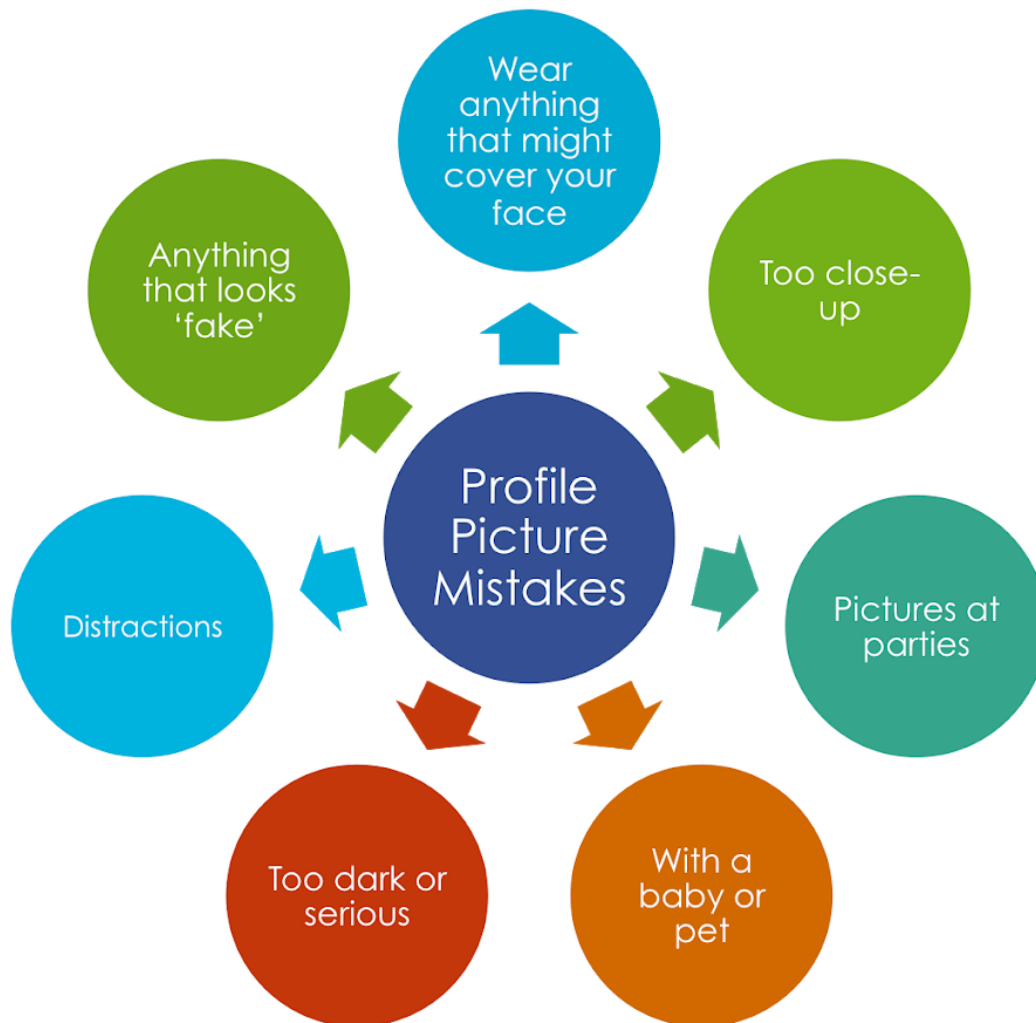 Profile
Picture
Mistakes
Wear
anything
that might
cover your
face
Too close-
up
Pictures at
parties
With a
baby or
pet
Too dark or
serious
Distractions
Anything
that looks
‘fake’